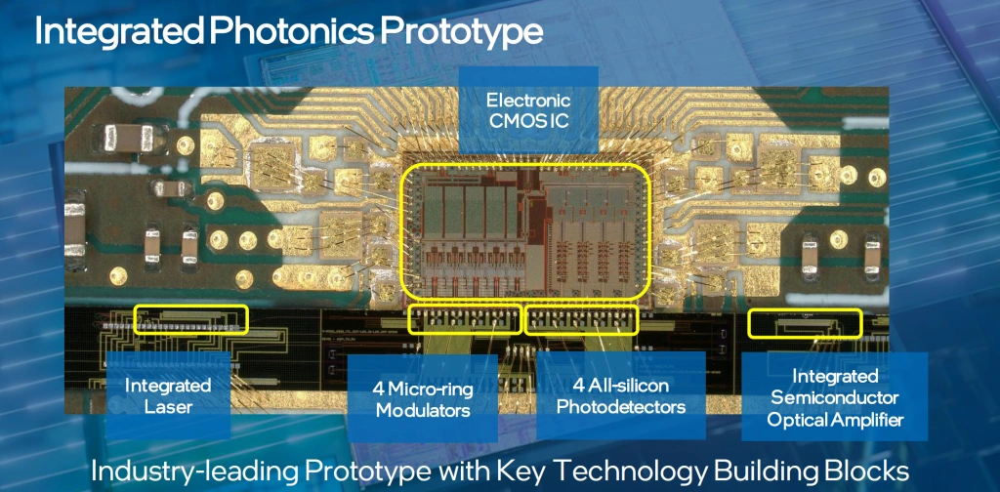 Integrated Photonics Prototype
Electronic
CMOS IC
Integrated
Laser
4 Micro-ring
Modulators
4 All-silicon
Photodetectors
Integrated
Semiconductor
Optical Amplifier
Industry-leading Prototype with Key Technology Building Blocks